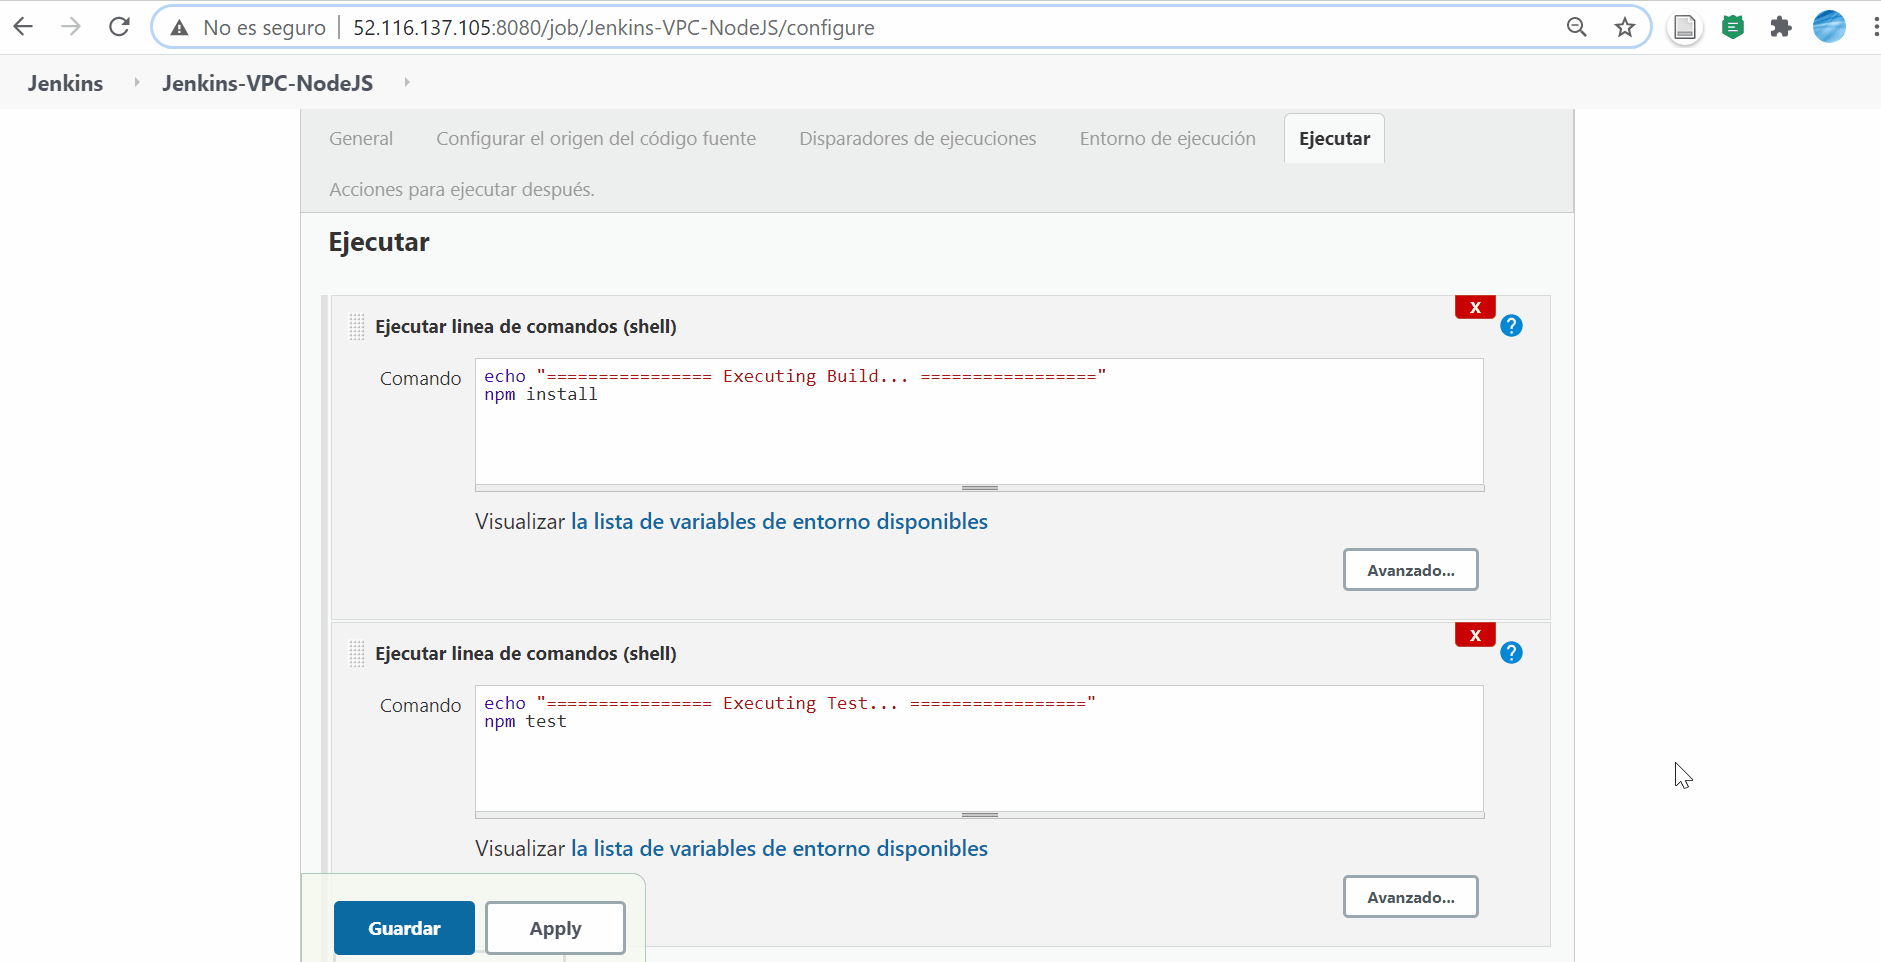 No es seguro | 52.116.137.105:8080/job/Jenkins-VPC-NodeJS/configure
Jenkins Jenkins-VPC-NodeJS
General Configurar el origen del código fuente Disparadores de ejecuciones Entorno de ejecución Ejecutar
Acciones para ejecutar después.
Ejecutar
X
Ejecutar linea de comandos (shell) ?
Comando echo "================ Executing Build... ================="
npm install
Visualizar la lista de variables de entorno disponibles
Avanzado...
X
Ejecutar linea de comandos (shell) ?
Comando echo "================ Executing Test... ================="
npm test
Visualizar la lista de variables de entorno disponibles
Avanzado...
Guardar Apply